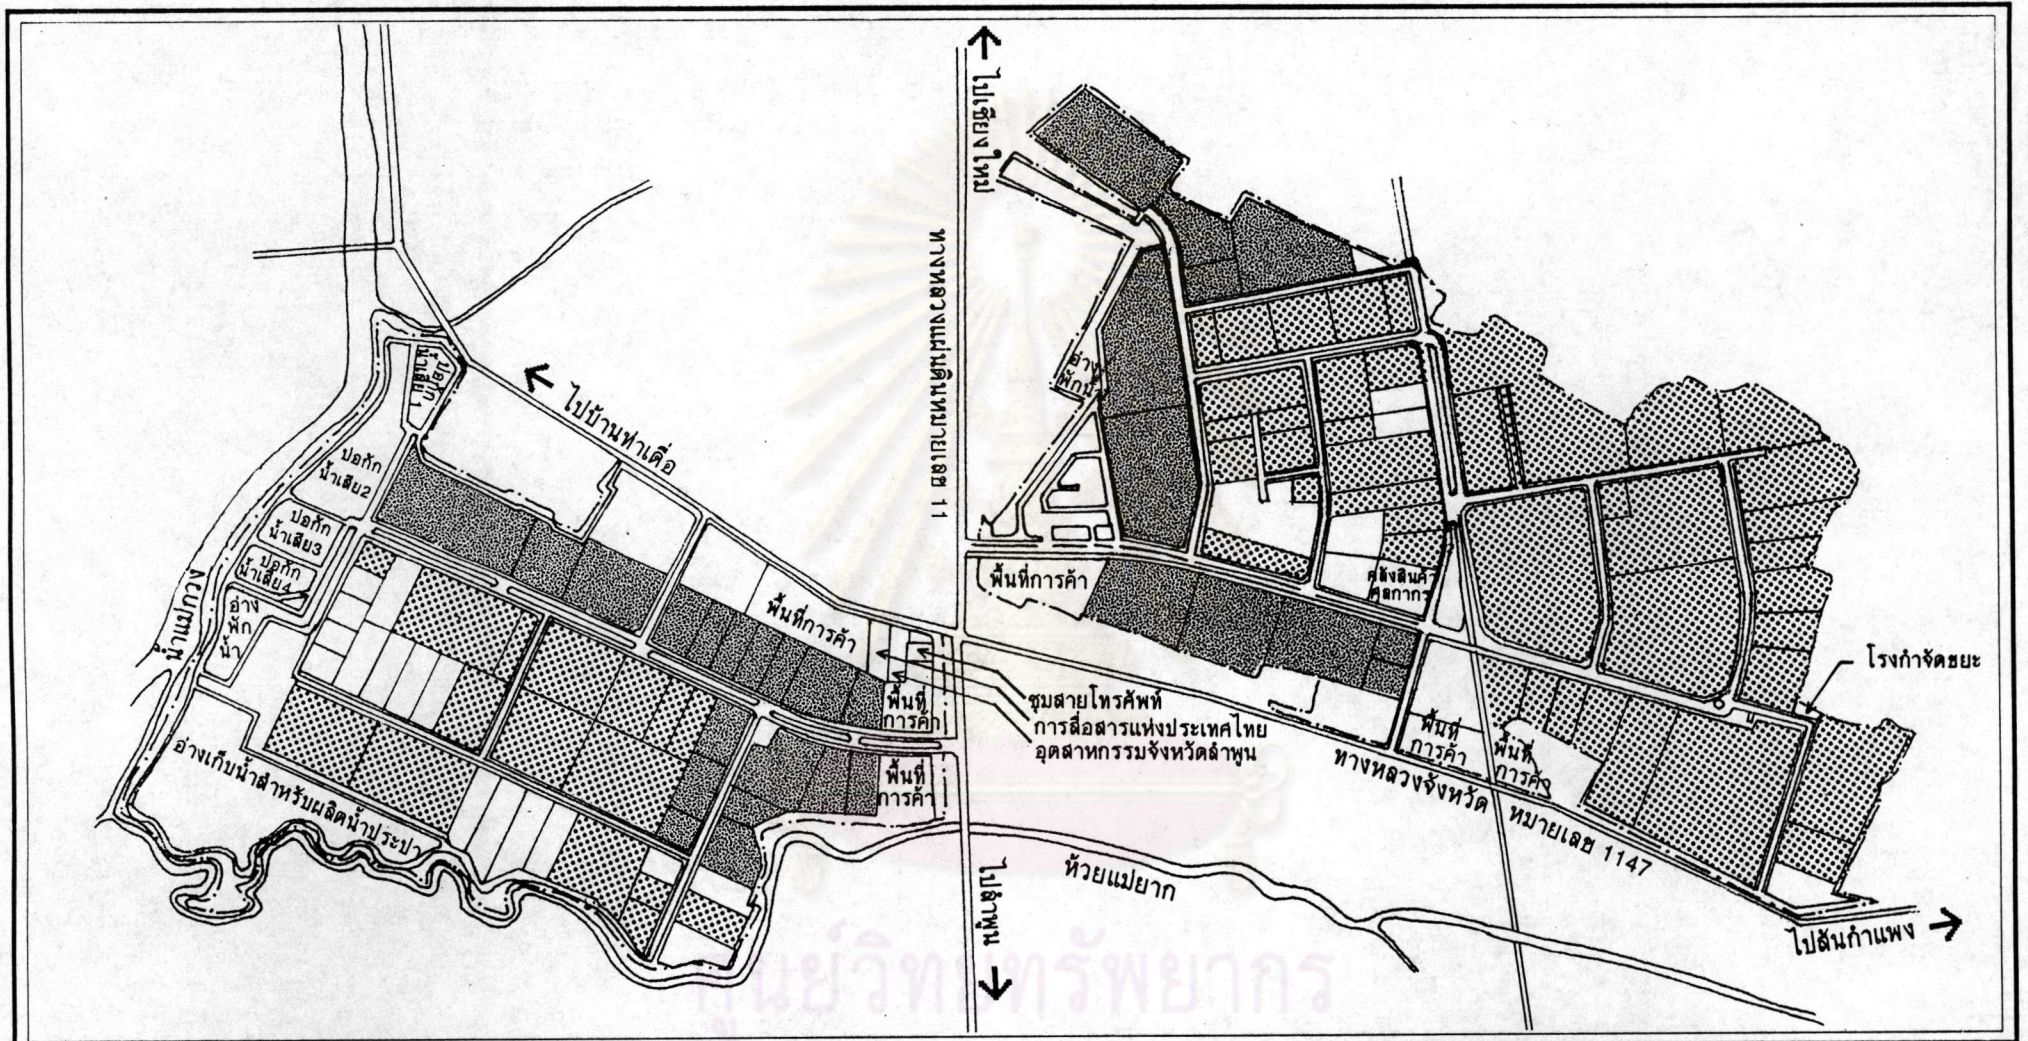 ไปเชียงใหม่
ทางหลวงแผ่นดินหมายเลข 11
อ่าง
พักน้ำ
บ่อกัก
น้ำเสีย 1
ไปบ้านท่าเดื่อ
บ่อกัก
น้ำเสีย2
บ่อกัก
น้ำเสีย3
บ่อกัก
น้ำเสีย4
อ่าง
พัก
น้ำ
น้ำแม่กวง
พื้นที่การค้า
พื้นที่การค้า
คลังสินค้า
ศุลกากร
โรงกำจัดขยะ
พื้นที่
การค้า
ชุมสายโทรศัพท์
การสื่อสารแห่งประเทศไทย
อุตสาหกรรมจังหวัดลำพูน
พื้นที่
การค้า
พื้นที่
การค้า
พื้นที่
การค้า
อ่างเก็บน้ำสำหรับผลิตน้ำประปา
ทางหลวงจังหวัด หมายเลข 1147
ห้วยแม่ยาก
ไปลำพูน
ไปสันกำแพง
ศูนย์วิทยทรัพยากร